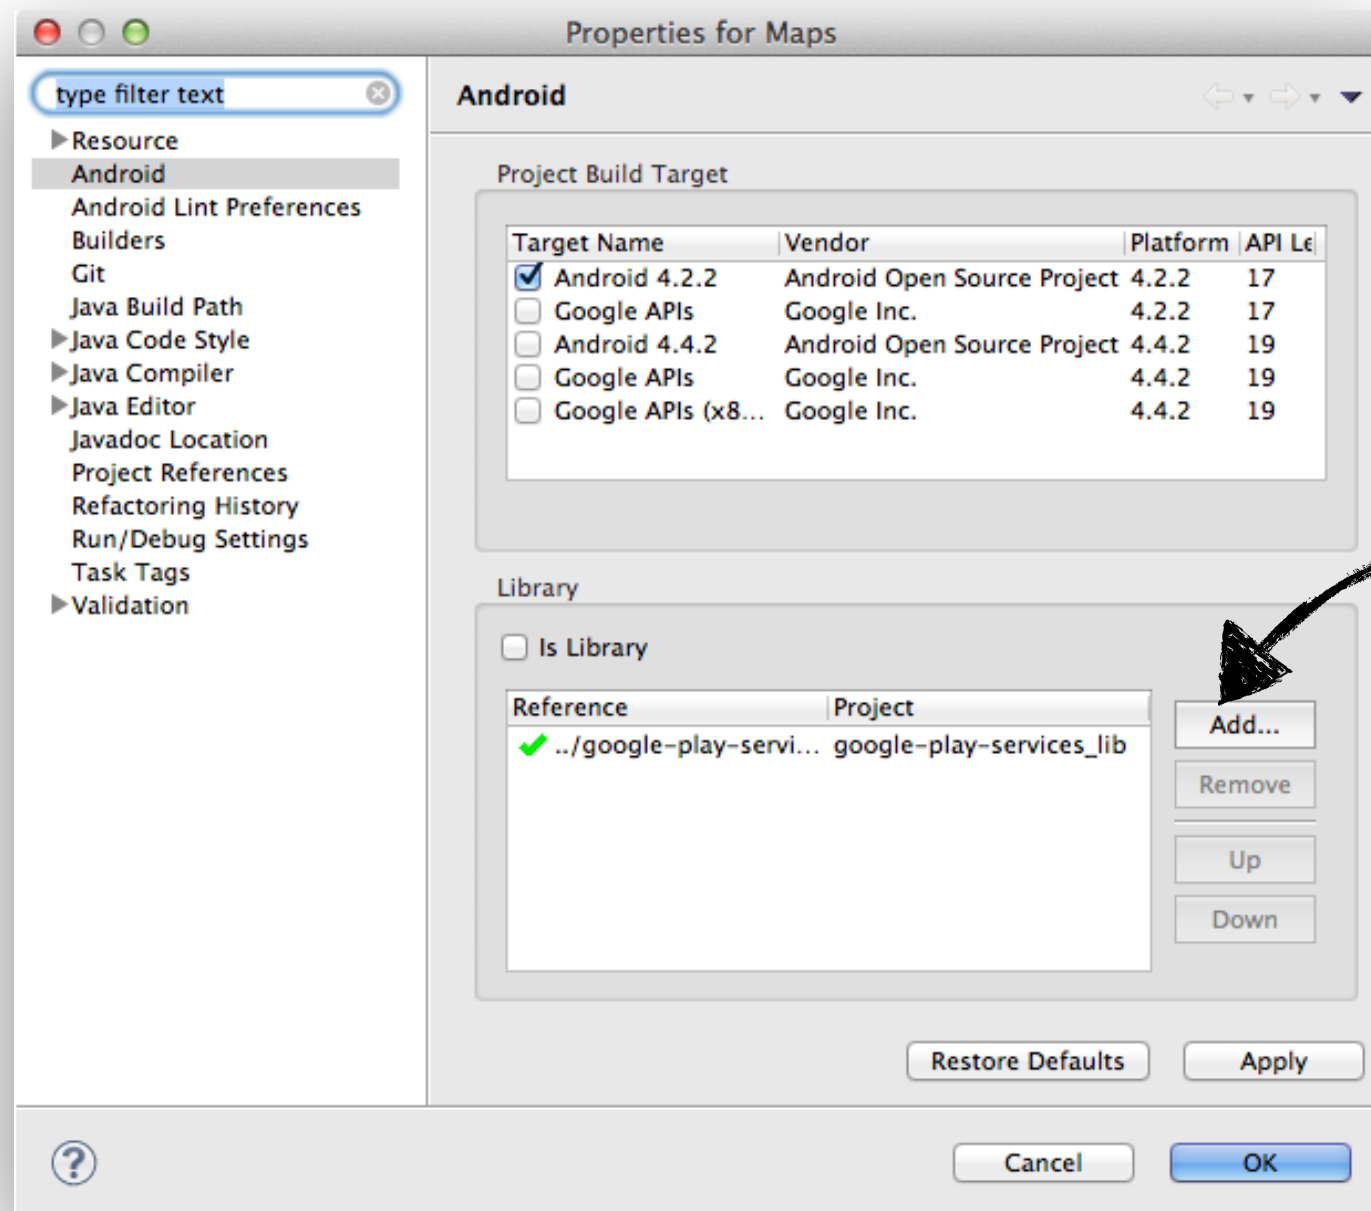 Properties for Maps
type filter text
Resource
Android
Android Lint Preferences
Builders
Git
Java Build Path
Java Code Style
Java Compiler
Java Editor
Javadoc Location
Project References
Refactoring History
Run/Debug Settings
Task Tags
Validation
Android
Project Build Target
Target Name Vendor Platform API Le
Android 4.2.2 Android Open Source Project 4.2.2 17
Google APIs Google Inc. 4.2.2 17
Android 4.4.2 Android Open Source Project 4.4.2 19
Google APIs Google Inc. 4.4.2 19
Google APIs (x8... Google Inc. 4.4.2 19
Library
Is Library
Reference Project
../google-play-servi... google-play-services_lib
Add...
Remove
Up
Down
Restore Defaults Apply
? Cancel OK